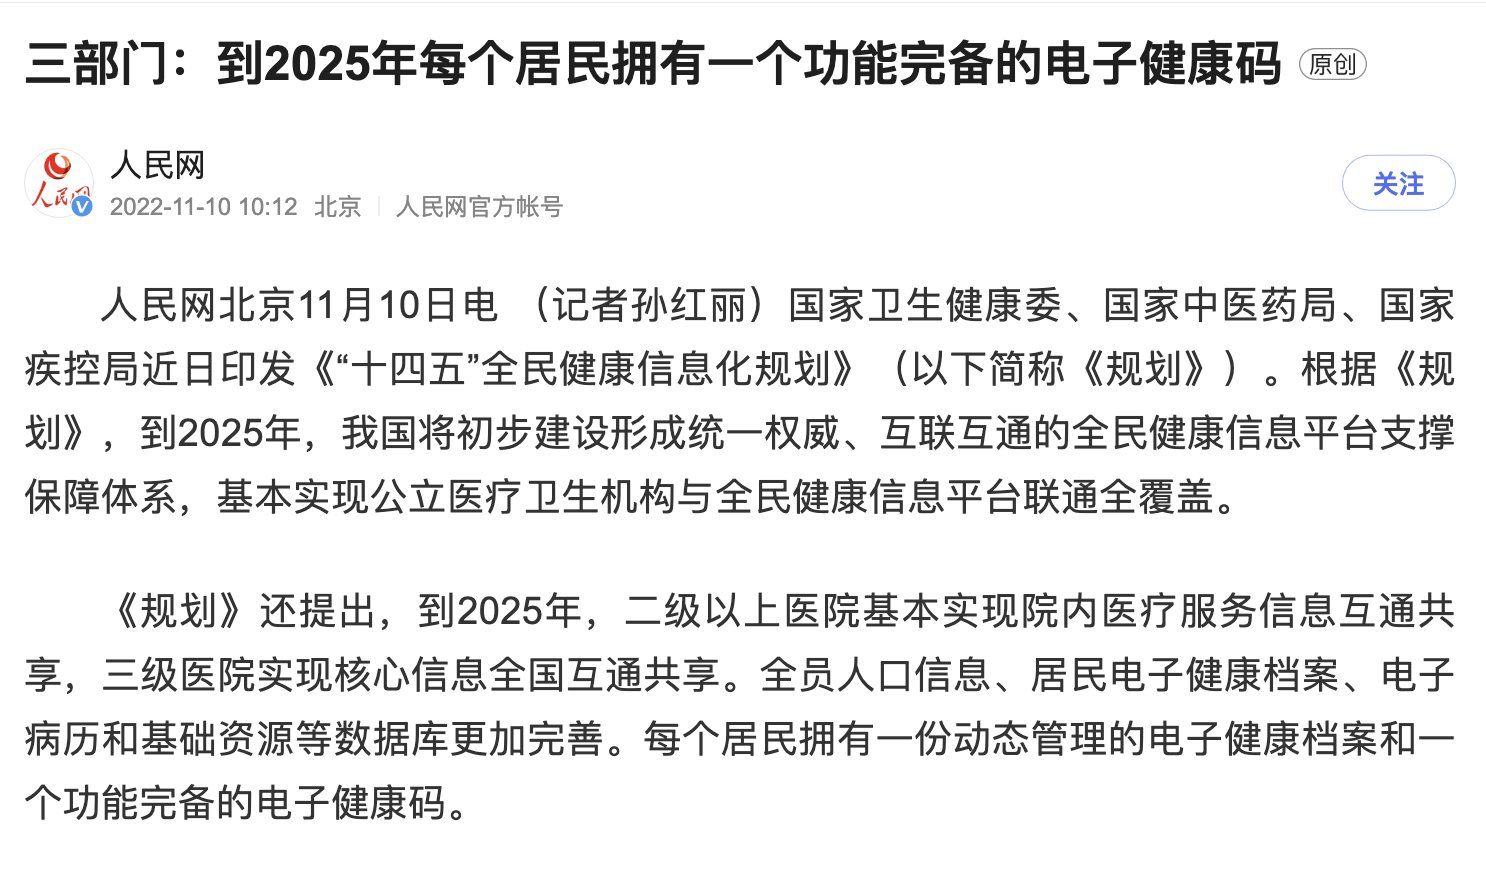 三部门：到2025年每个居民拥有一个功能完备的电子健康码 原创
人民网
人民网
2022-11-10 10:12 北京 人民网官方帐号
关注
人民网北京11月10日电 （记者孙红丽）国家卫生健康委、国家中医药局、国家
疾控局近日印发《“十四五”全民健康信息化规划》（以下简称《规划》）。根据《规
划》，到2025年，我国将初步建设形成统一权威、互联互通的全民健康信息平台支撑
保障体系，基本实现公立医疗卫生机构与全民健康信息平台联通全覆盖。
《规划》还提出，到2025年，二级以上医院基本实现院内医疗服务信息互通共
享，三级医院实现核心信息全国互通共享。全员人口信息、居民电子健康档案、电子
病历和基础资源等数据库更加完善。每个居民拥有一份动态管理的电子健康档案和一
个功能完备的电子健康码。